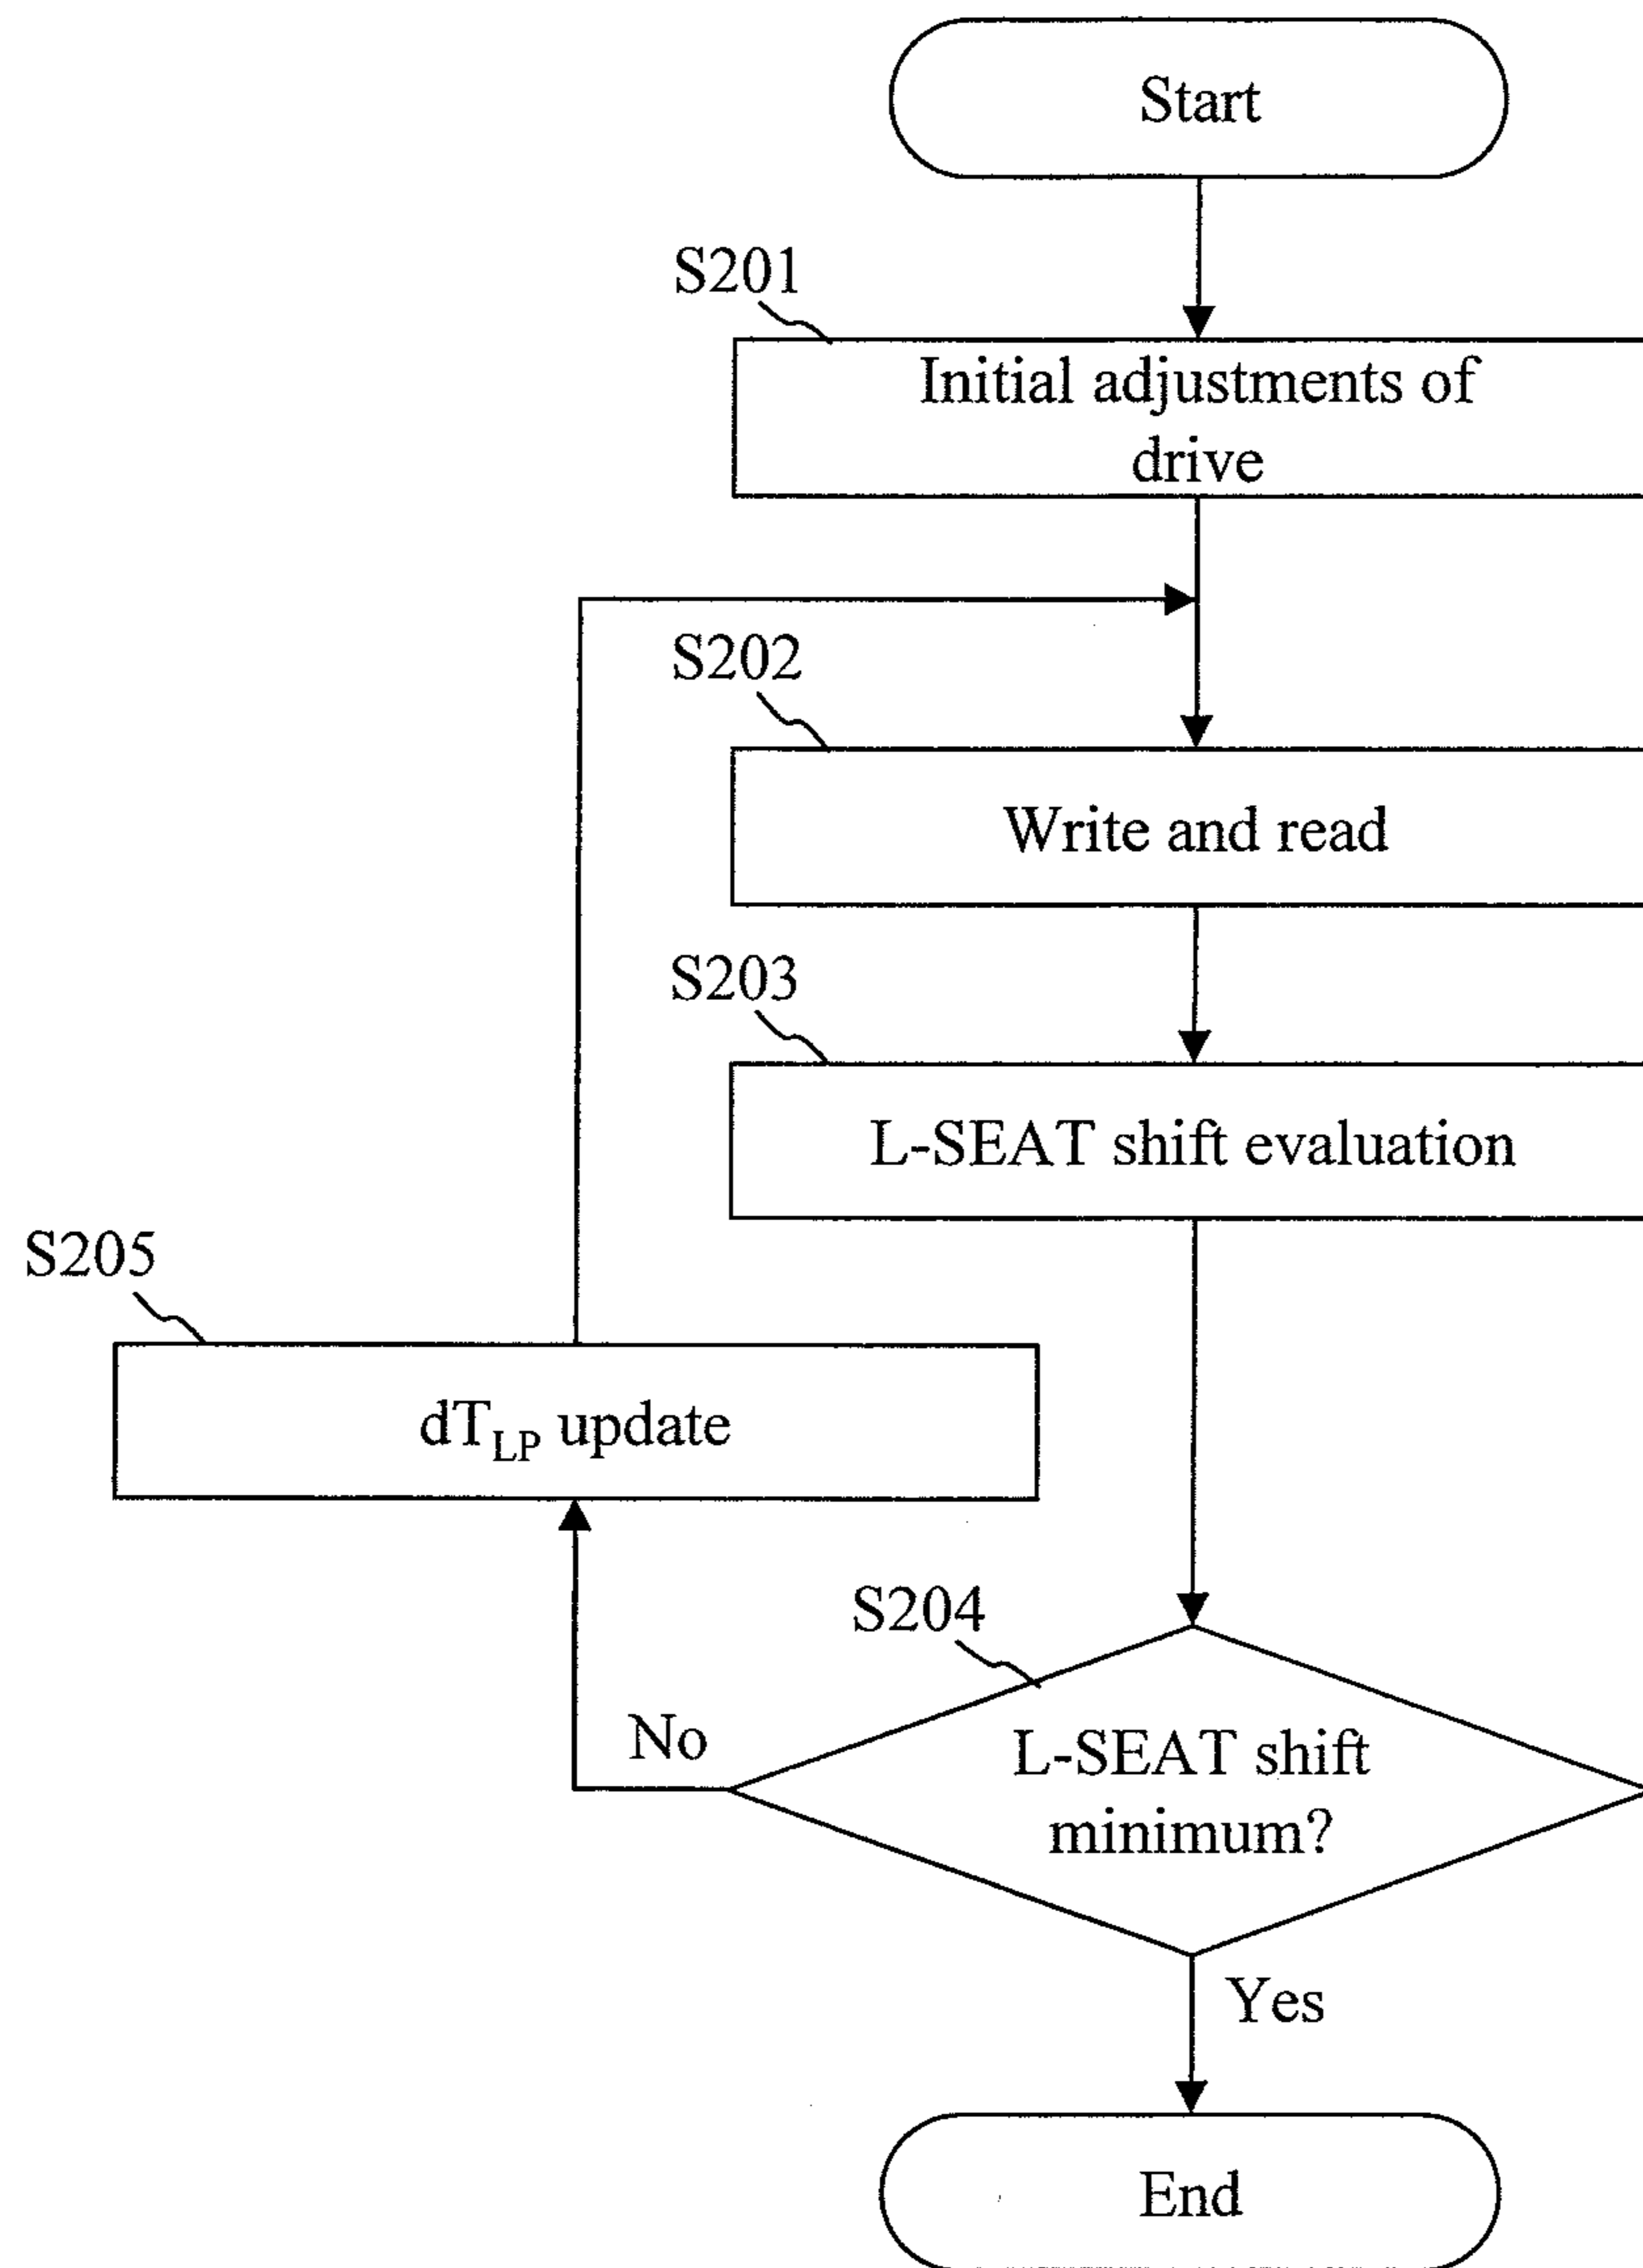 Start
S201
Initial adjustments of
drive
S202
Write and read
S203
L-SEAT shift evaluation
S205
dT_LP update
S204
No
L-SEAT shift
minimum?
Yes
End